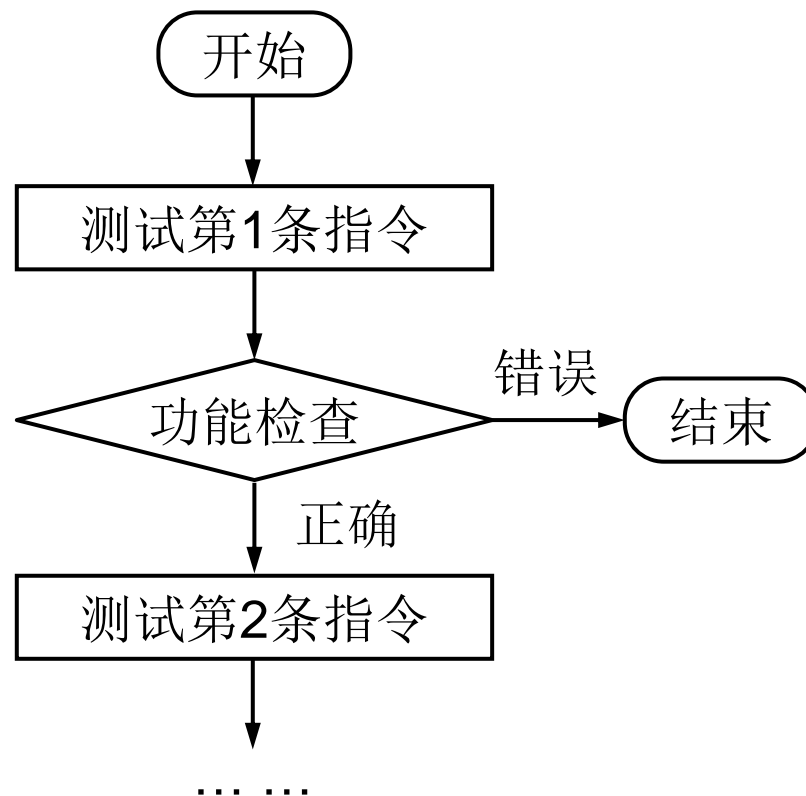 开始
测试第1条指令
功能检查
错误
结束
正确
测试第2条指令
… …